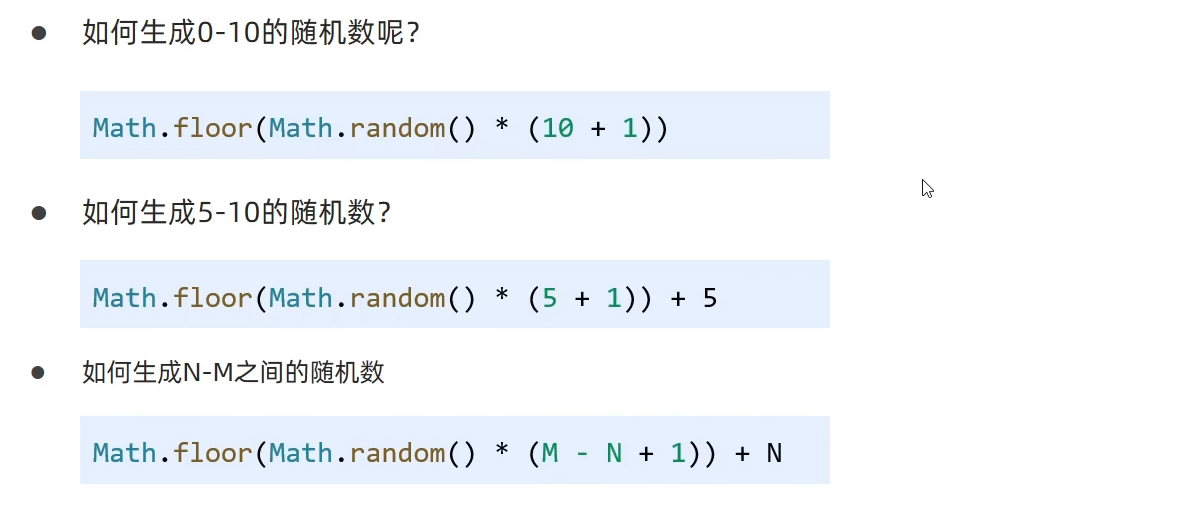 如何生成0-10的随机数呢？
Math.floor(Math.random() * (10 + 1))
如何生成5-10的随机数？
Math.floor(Math.random() * (5 + 1)) + 5
如何生成N-M之间的随机数
Math.floor(Math.random() * (M - N + 1)) + N